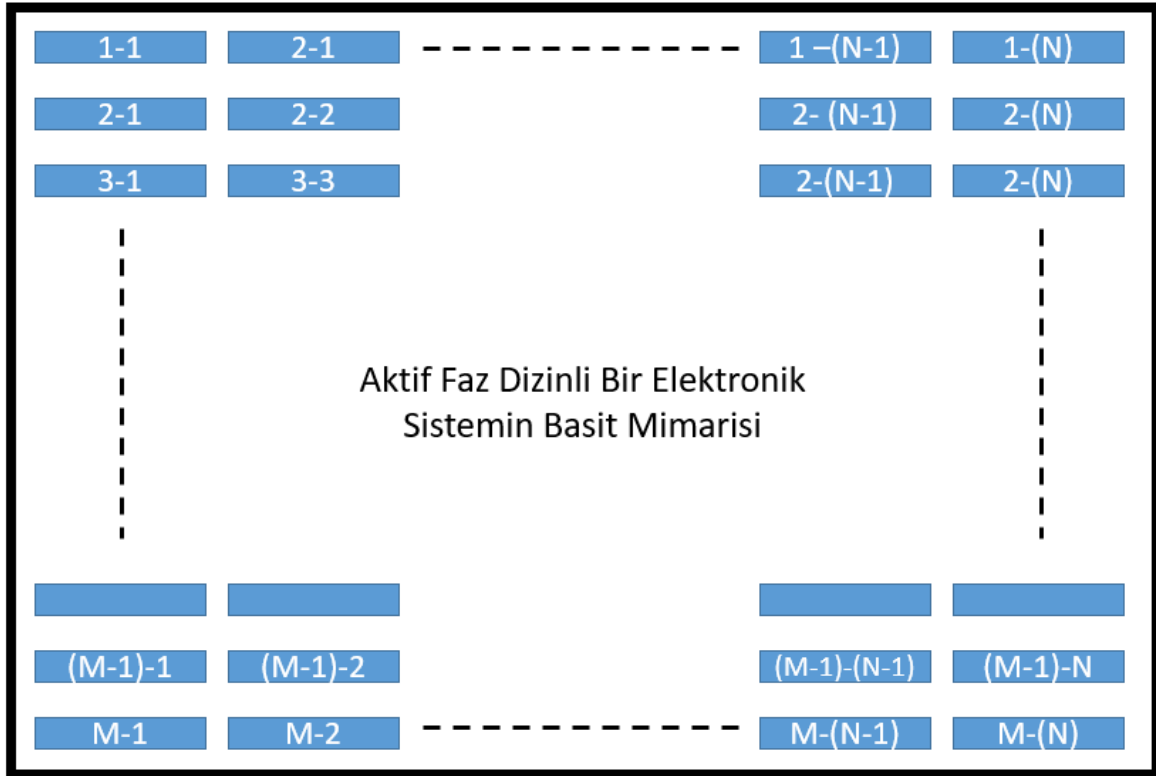 1-1 2-1 1 –(N-1) 1-(N)
2-1 2-2 2- (N-1) 2-(N)
3-1 3-3 2-(N-1) 2-(N)
Aktif Faz Dizinli Bir Elektronik
Sistemin Basit Mimarisi
(M-1)-1 (M-1)-2 (M-1)-(N-1) (M-1)-N
M-1 M-2 M-(N-1) M-(N)